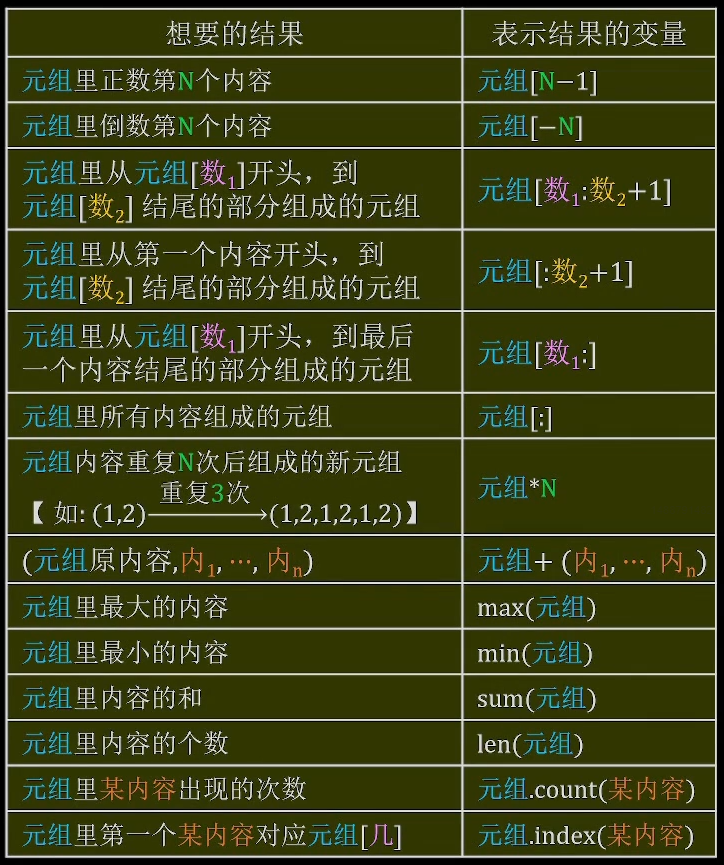 想要的结果 表示结果的变量
元组里正数第N个内容 元组[N−1]
元组里倒数第N个内容 元组[−N]
元组里从元组[数₁]开头，到
元组[数₂] 结尾的部分组成的元组 元组[数₁:数₂+1]
元组里从第一个内容开头，到
元组[数₂] 结尾的部分组成的元组 元组[:数₂+1]
元组里从元组[数₁]开头，到最后
一个内容结尾的部分组成的元组 元组[数₁:]
元组里所有内容组成的元组 元组[:]
元组内容重复N次后组成的新元组
重复3次
【 如: (1,2)⟶(1,2,1,2,1,2)】 元组*N
(元组原内容,内₁, ⋯, 内ₙ) 元组+ (内₁, ⋯, 内ₙ)
元组里最大的内容 max(元组)
元组里最小的内容 min(元组)
元组里内容的和 sum(元组)
元组里内容的个数 len(元组)
元组里某内容出现的次数 元组.count(某内容)
元组里第一个某内容对应元组[几] 元组.index(某内容)